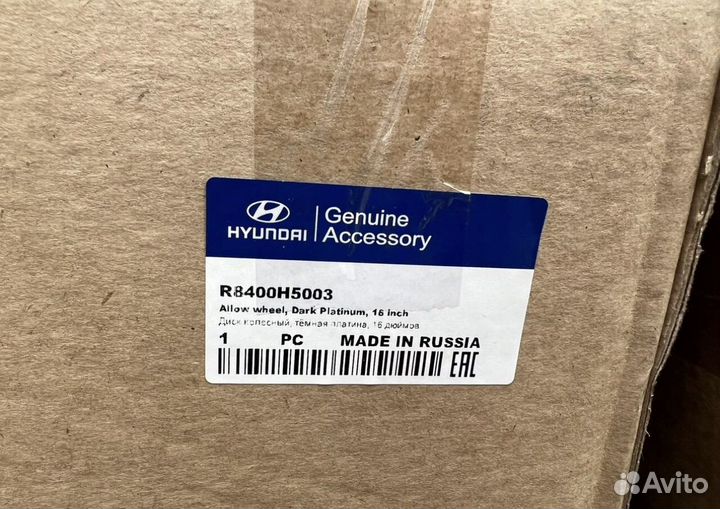 HYUNDAI
Genuine
Accessory
R8400H5003
Allow wheel, Dark Platinum, 16 inch
Диск колесный, тёмная платина, 16 дюймов
1 PC MADE IN RUSSIA
EAC
Avito